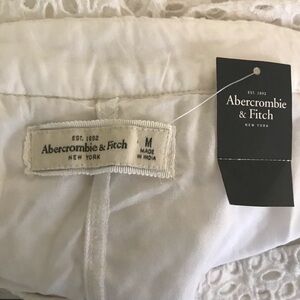 EST. 1892
Abercrombie & Fitch
NEW YORK
M
MADE
IN INDIA
EST. 1892
Abercrombie
& Fitch
NEW YORK